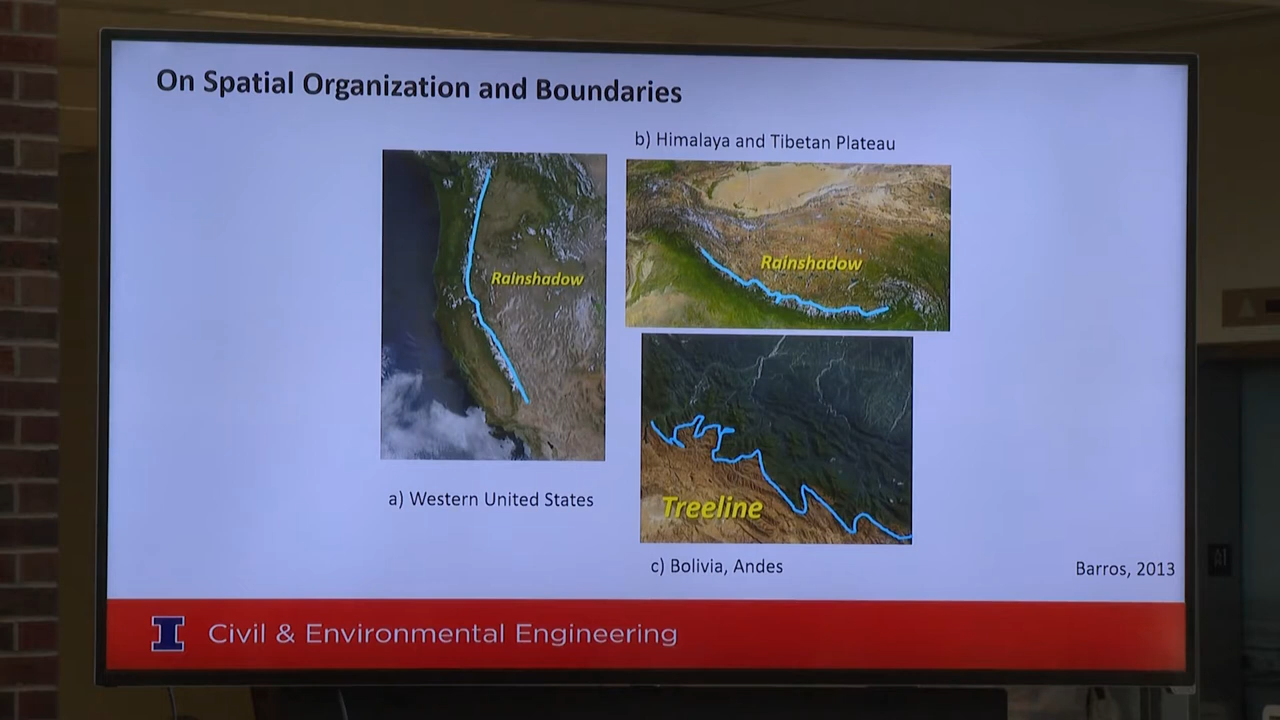 On Spatial Organization and Boundaries
b) Himalaya and Tibetan Plateau
Rainshadow
Rainshadow
a) Western United States
Treeline
c) Bolivia, Andes
Barros, 2013
I Civil & Environmental Engineering